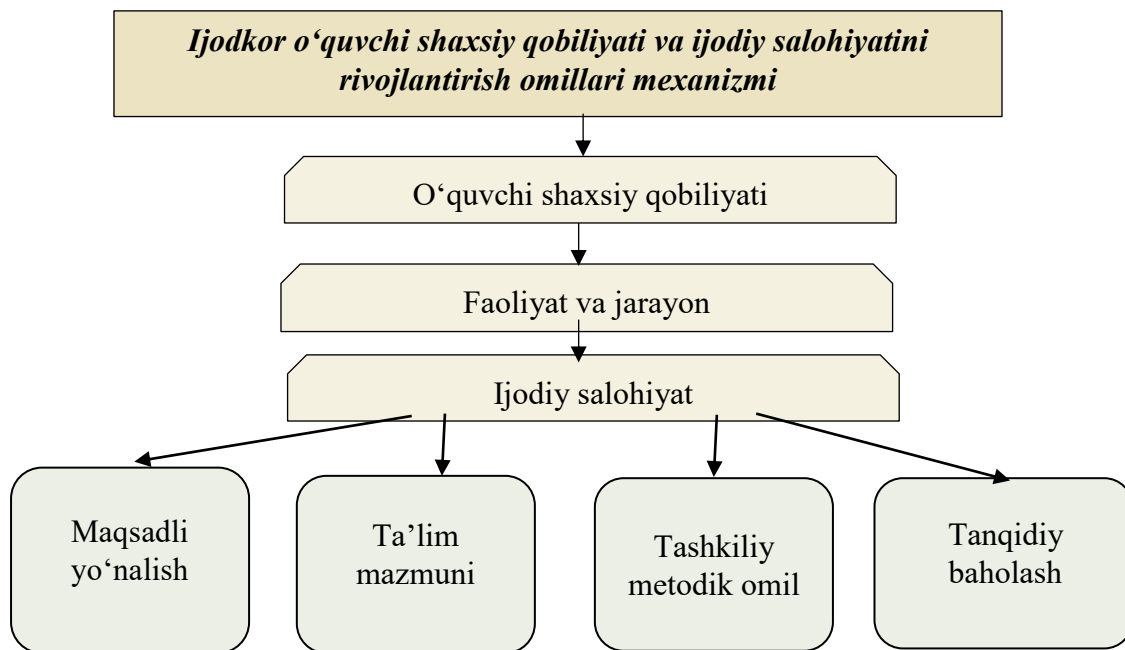 Ijodkor o‘quvchi shaxsiy qobiliyati va ijodiy salohiyatini
rivojlantirish omillari mexanizmi
O‘quvchi shaxsiy qobiliyati
Faoliyat va jarayon
Ijodiy salohiyat
Maqsadli
yo‘nalish
Ta’lim
mazmuni
Tashkiliy
metodik omil
Tanqidiy
baholash